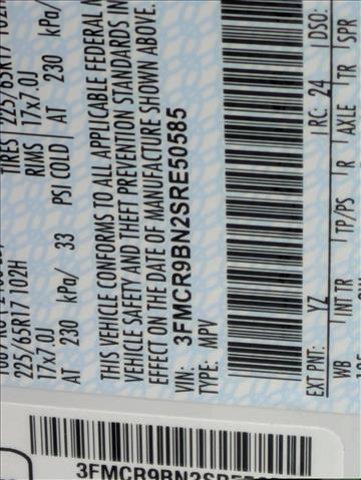 225/65R17 102H
TIRES 225/65R17 102H
17x7.0J
RIMS 17x7.0J
AT 230 kPa/ 33 PSI COLD AT 230 kPa/
THIS VEHICLE CONFORMS TO ALL APPLICABLE FEDERAL
VEHICLE SAFETY AND THEFT PREVENTION STANDARDS IN
EFFECT ON THE DATE OF MANUFACTURE SHOWN ABOVE.
VIN: 3FMCR9BN2SRE50585
TYPE: MPV
EXT PNT: YZ RC: 24 DSO:
WB INT TR TP/PS R AXLE TR SPR
3FMCR9BN2SRE